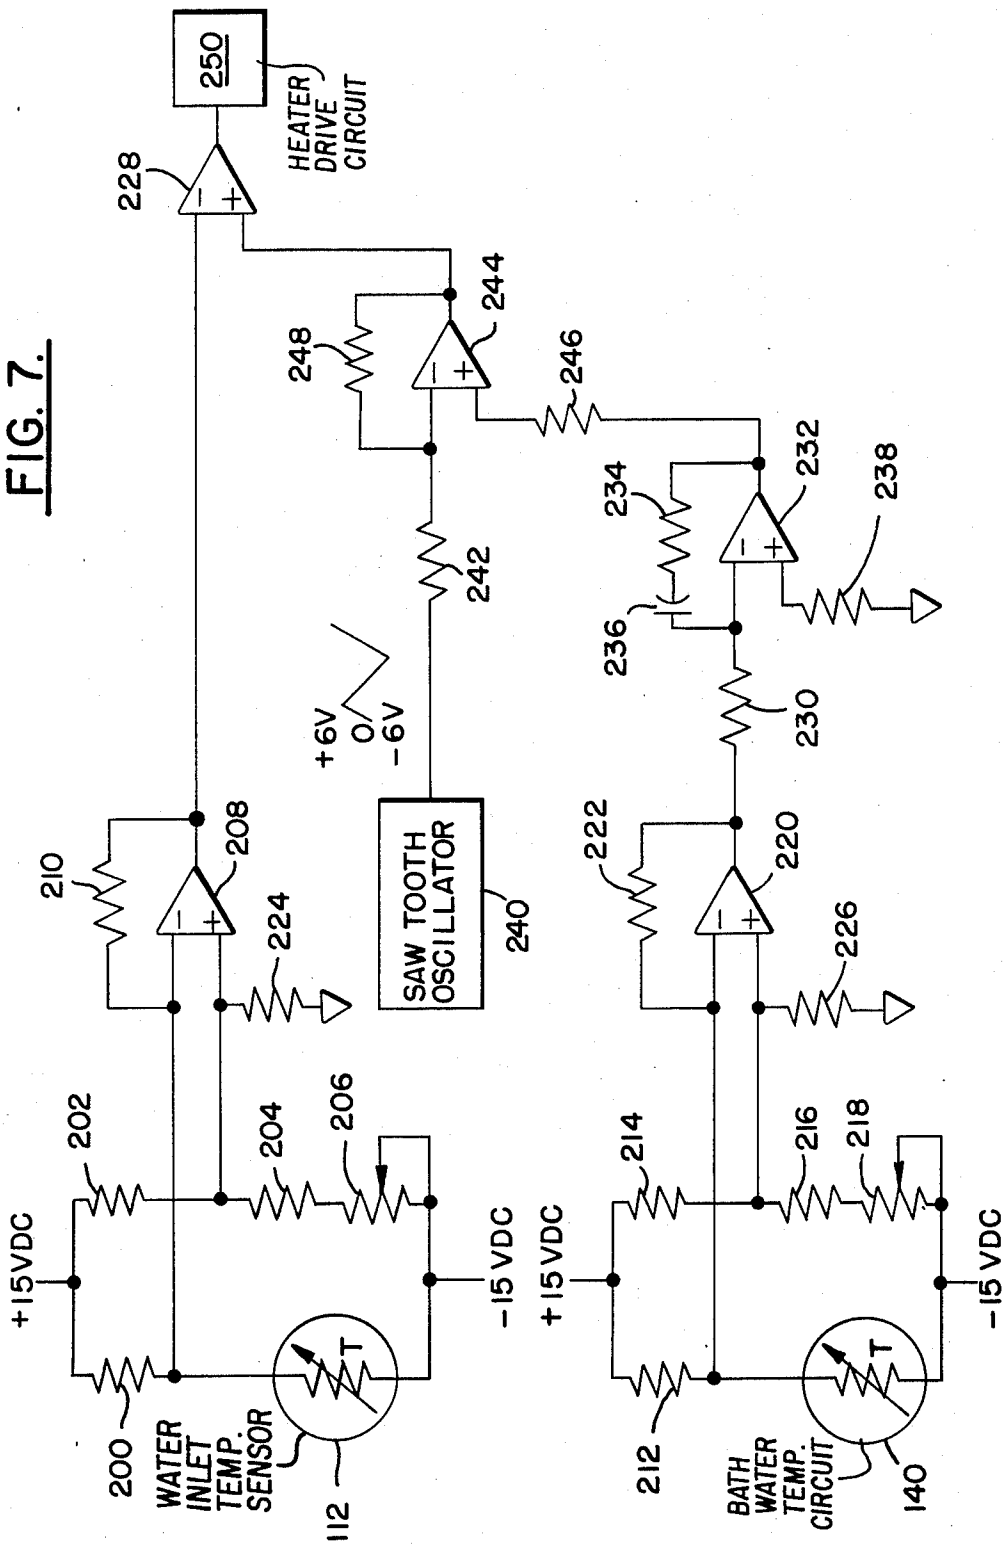 FIG. 7.
+15VDC
200
202
204
206
WATER
INLET
TEMP.
SENSOR
112
T
-15VDC
210
208
-
+
224
228
-
+
250
HEATER
DRIVE
CIRCUIT
SAW TOOTH
OSCILLATOR
240
+6V
0
-6V
242
248
-
+
244
246
+15VDC
212
214
216
218
BATH
WATER
TEMP.
CIRCUIT
140
T
-15VDC
222
-
+
220
226
230
236
234
-
+
232
238